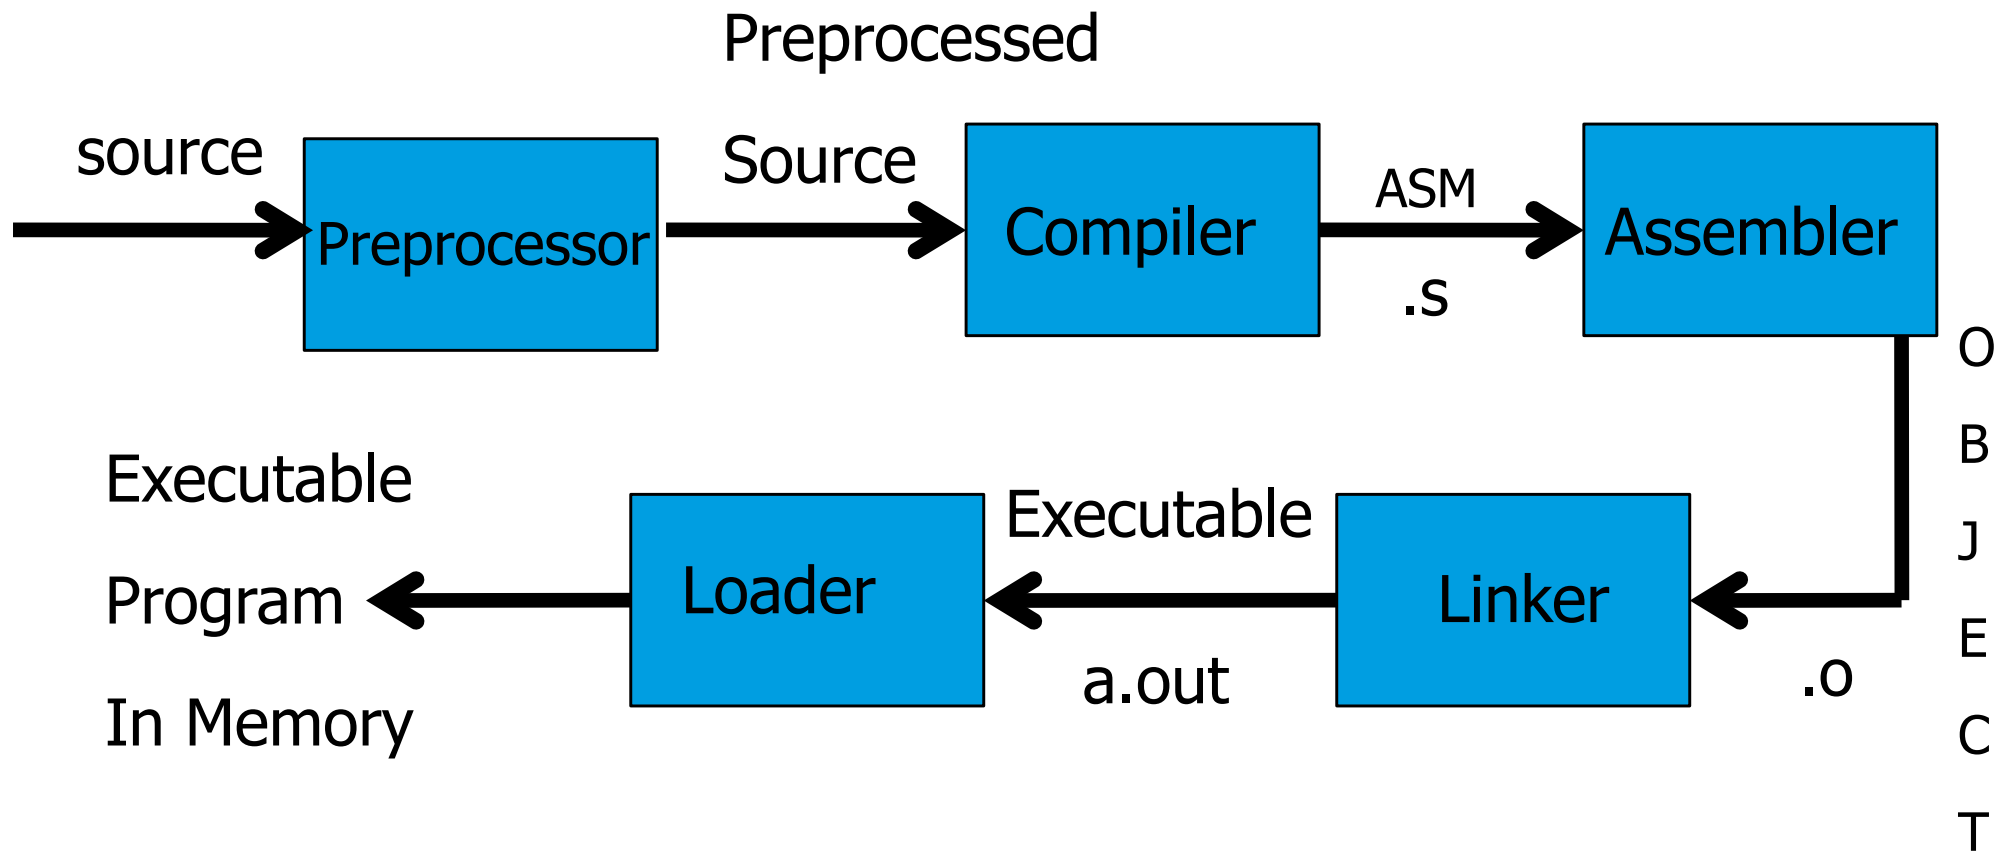 source
Preprocessor
Preprocessed
Source
Compiler
ASM
.s
Assembler
O
B
J
E
C
T
.o
Linker
Executable
a.out
Loader
Executable
Program
In Memory